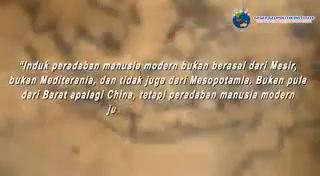 "Induk peradaban manusia modern bukan berasal dari Mesir,
bukan Mediterania, dan tidak juga dari Mesopotamia. Bukan pula
dari Barat apalagi China, tetapi peradaban manusia modern
ju